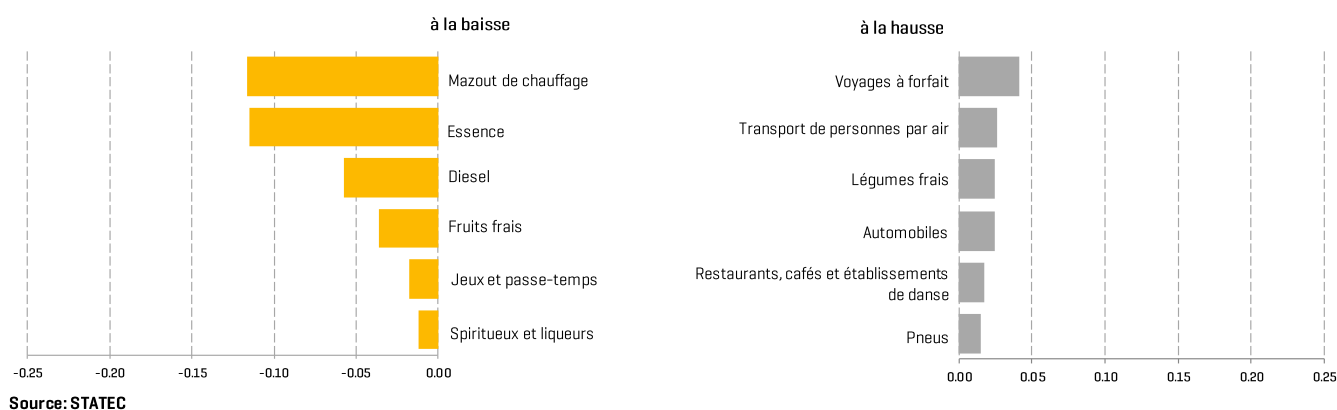 à la baisse
Mazout de chauffage
Essence
Diesel
Fruits frais
Jeux et passe-temps
Spiritueux et liqueurs
-0.25 -0.20 -0.15 -0.10 -0.05 0.00
à la hausse
Voyages à forfait
Transport de personnes par air
Légumes frais
Automobiles
Restaurants, cafés et établissements
de danse
Pneus
0.00 0.05 0.10 0.15 0.20 0.25
Source: STATEC